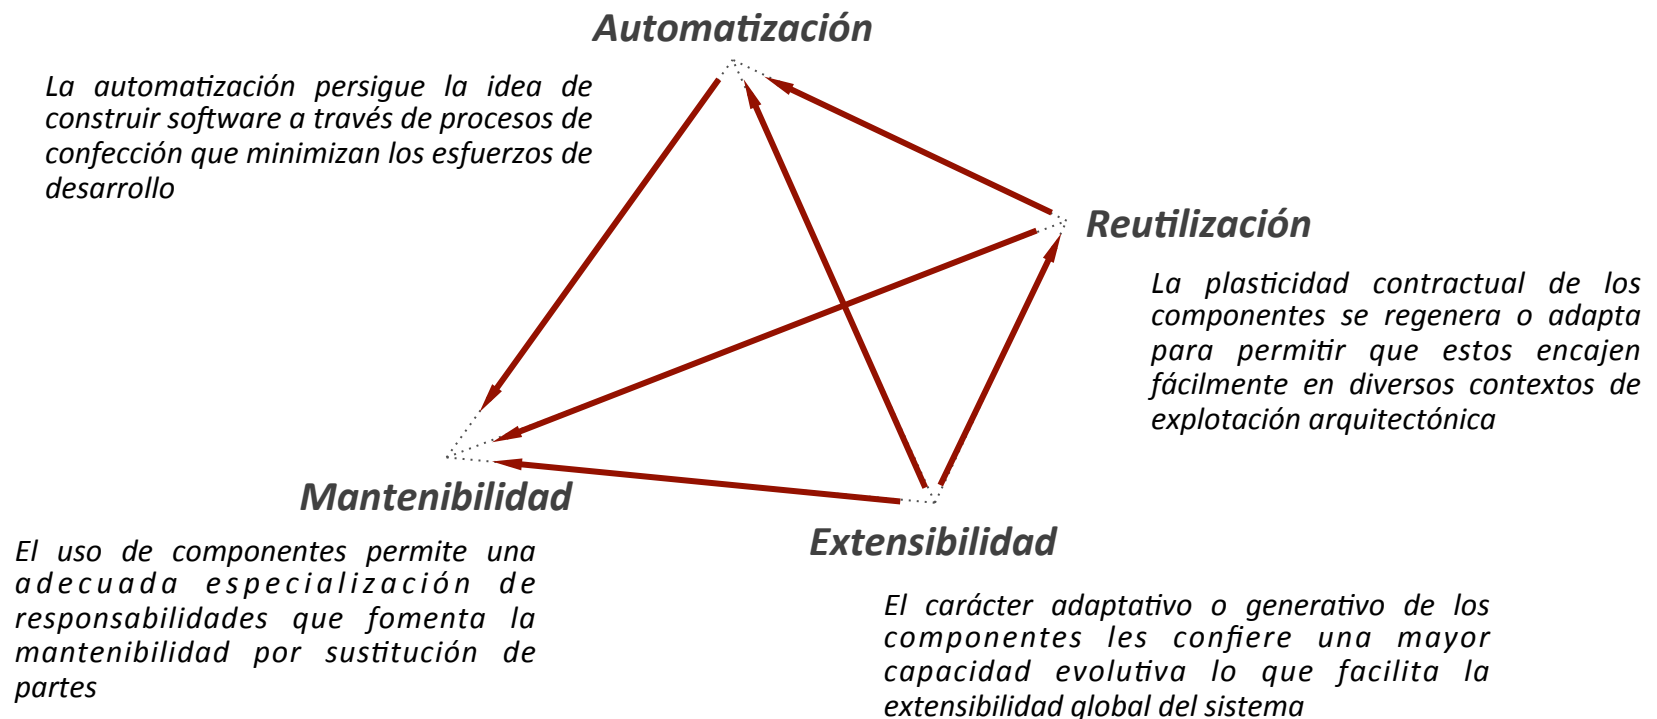 Automatización
La automatización persigue la idea de
construir software a través de procesos de
confección que minimizan los esfuerzos de
desarrollo
Reutilización
La plasticidad contractual de los
componentes se regenera o adapta
para permitir que estos encajen
fácilmente en diversos contextos de
explotación arquitectónica
Mantenibilidad
El uso de componentes permite una
adecuada especialización de
responsabilidades que fomenta la
mantenibilidad por sustitución de
partes
Extensibilidad
El carácter adaptativo o generativo de los
componentes les confiere una mayor
capacidad evolutiva lo que facilita la
extensibilidad global del sistema